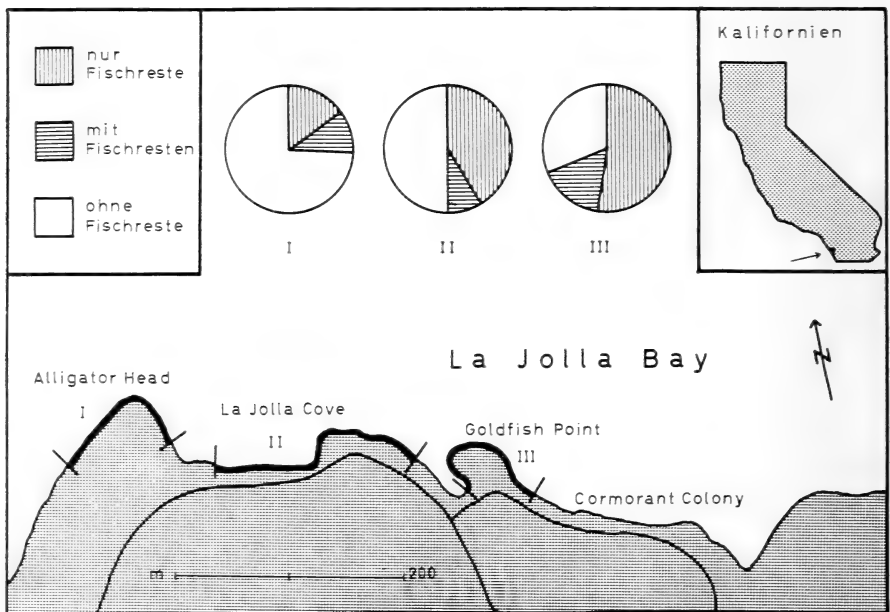 nur
Fischreste
mit
Fischresten
ohne
Fischreste
I
II
III
Kalifornien
La Jolla Bay
N
Alligator Head
I
La Jolla Cove
II
Goldfish Point
III
Cormorant Colony
m
200